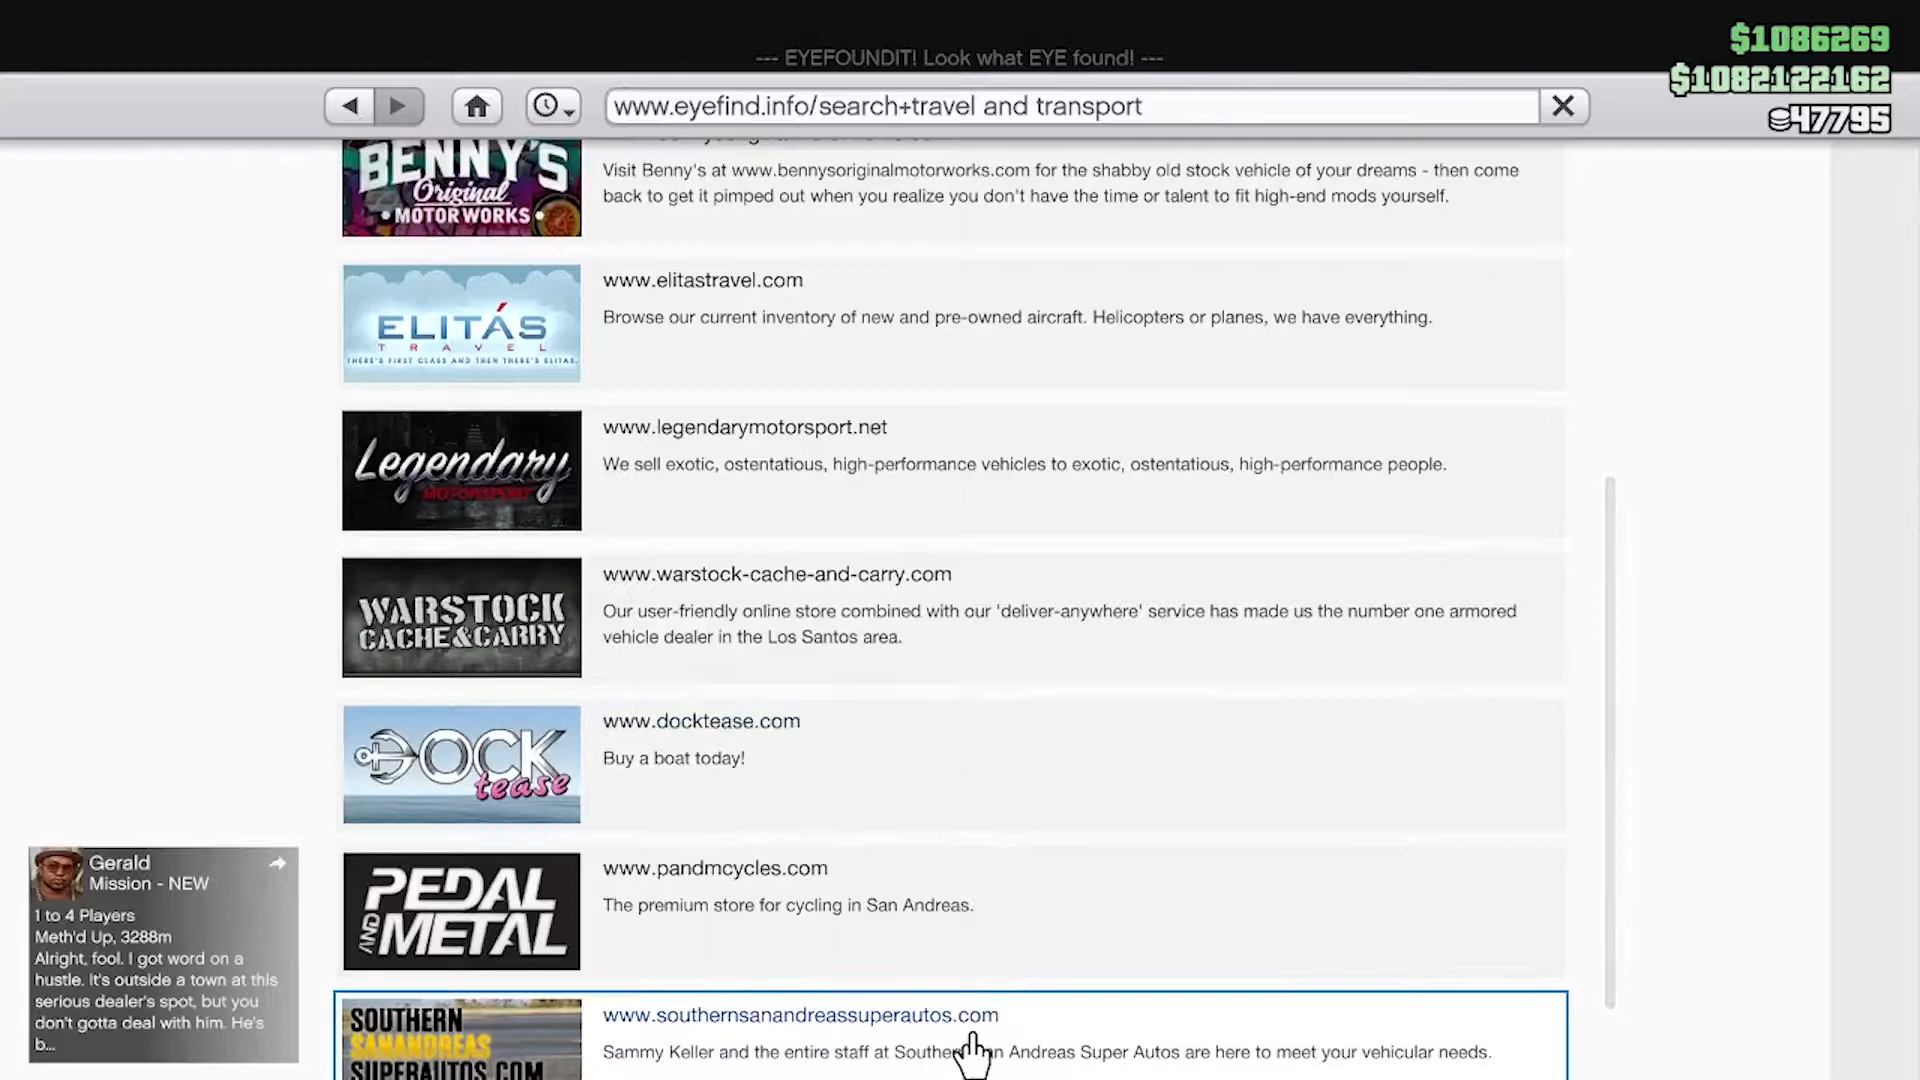 --- EYEFOUNDIT! Look what EYE found! ---
$1086269
$1082122162
47795
www.eyefind.info/search+travel and transport
BENNY'S
Original
MOTOR WORKS
Visit Benny's at www.bennysoriginalmotorworks.com for the shabby old stock vehicle of your dreams - then come
back to get it pimped out when you realize you don't have the time or talent to fit high-end mods yourself.
ELITÁS
TRAVEL
THERE'S FIRST CLASS AND THEN THERE'S ELITAS.
www.elitastravel.com
Browse our current inventory of new and pre-owned aircraft. Helicopters or planes, we have everything.
Legendary
MOTORSPORT
www.legendarymotorsport.net
We sell exotic, ostentatious, high-performance vehicles to exotic, ostentatious, high-performance people.
WARSTOCK
CACHE&CARRY
www.warstock-cache-and-carry.com
Our user-friendly online store combined with our 'deliver-anywhere' service has made us the number one armored
vehicle dealer in the Los Santos area.
DOCK
tease
www.docktease.com
Buy a boat today!
PEDAL
AND METAL
www.pandmcycles.com
The premium store for cycling in San Andreas.
SOUTHERN
SANANDREAS
SUPERAUTOS.COM
www.southernsanandreassuperautos.com
Sammy Keller and the entire staff at Southern San Andreas Super Autos are here to meet your vehicular needs.
Gerald
Mission - NEW
1 to 4 Players
Meth'd Up, 3288m
Alright, fool. I got word on a
hustle. It's outside a town at this
serious dealer's spot, but you
don't gotta deal with him. He's
b...